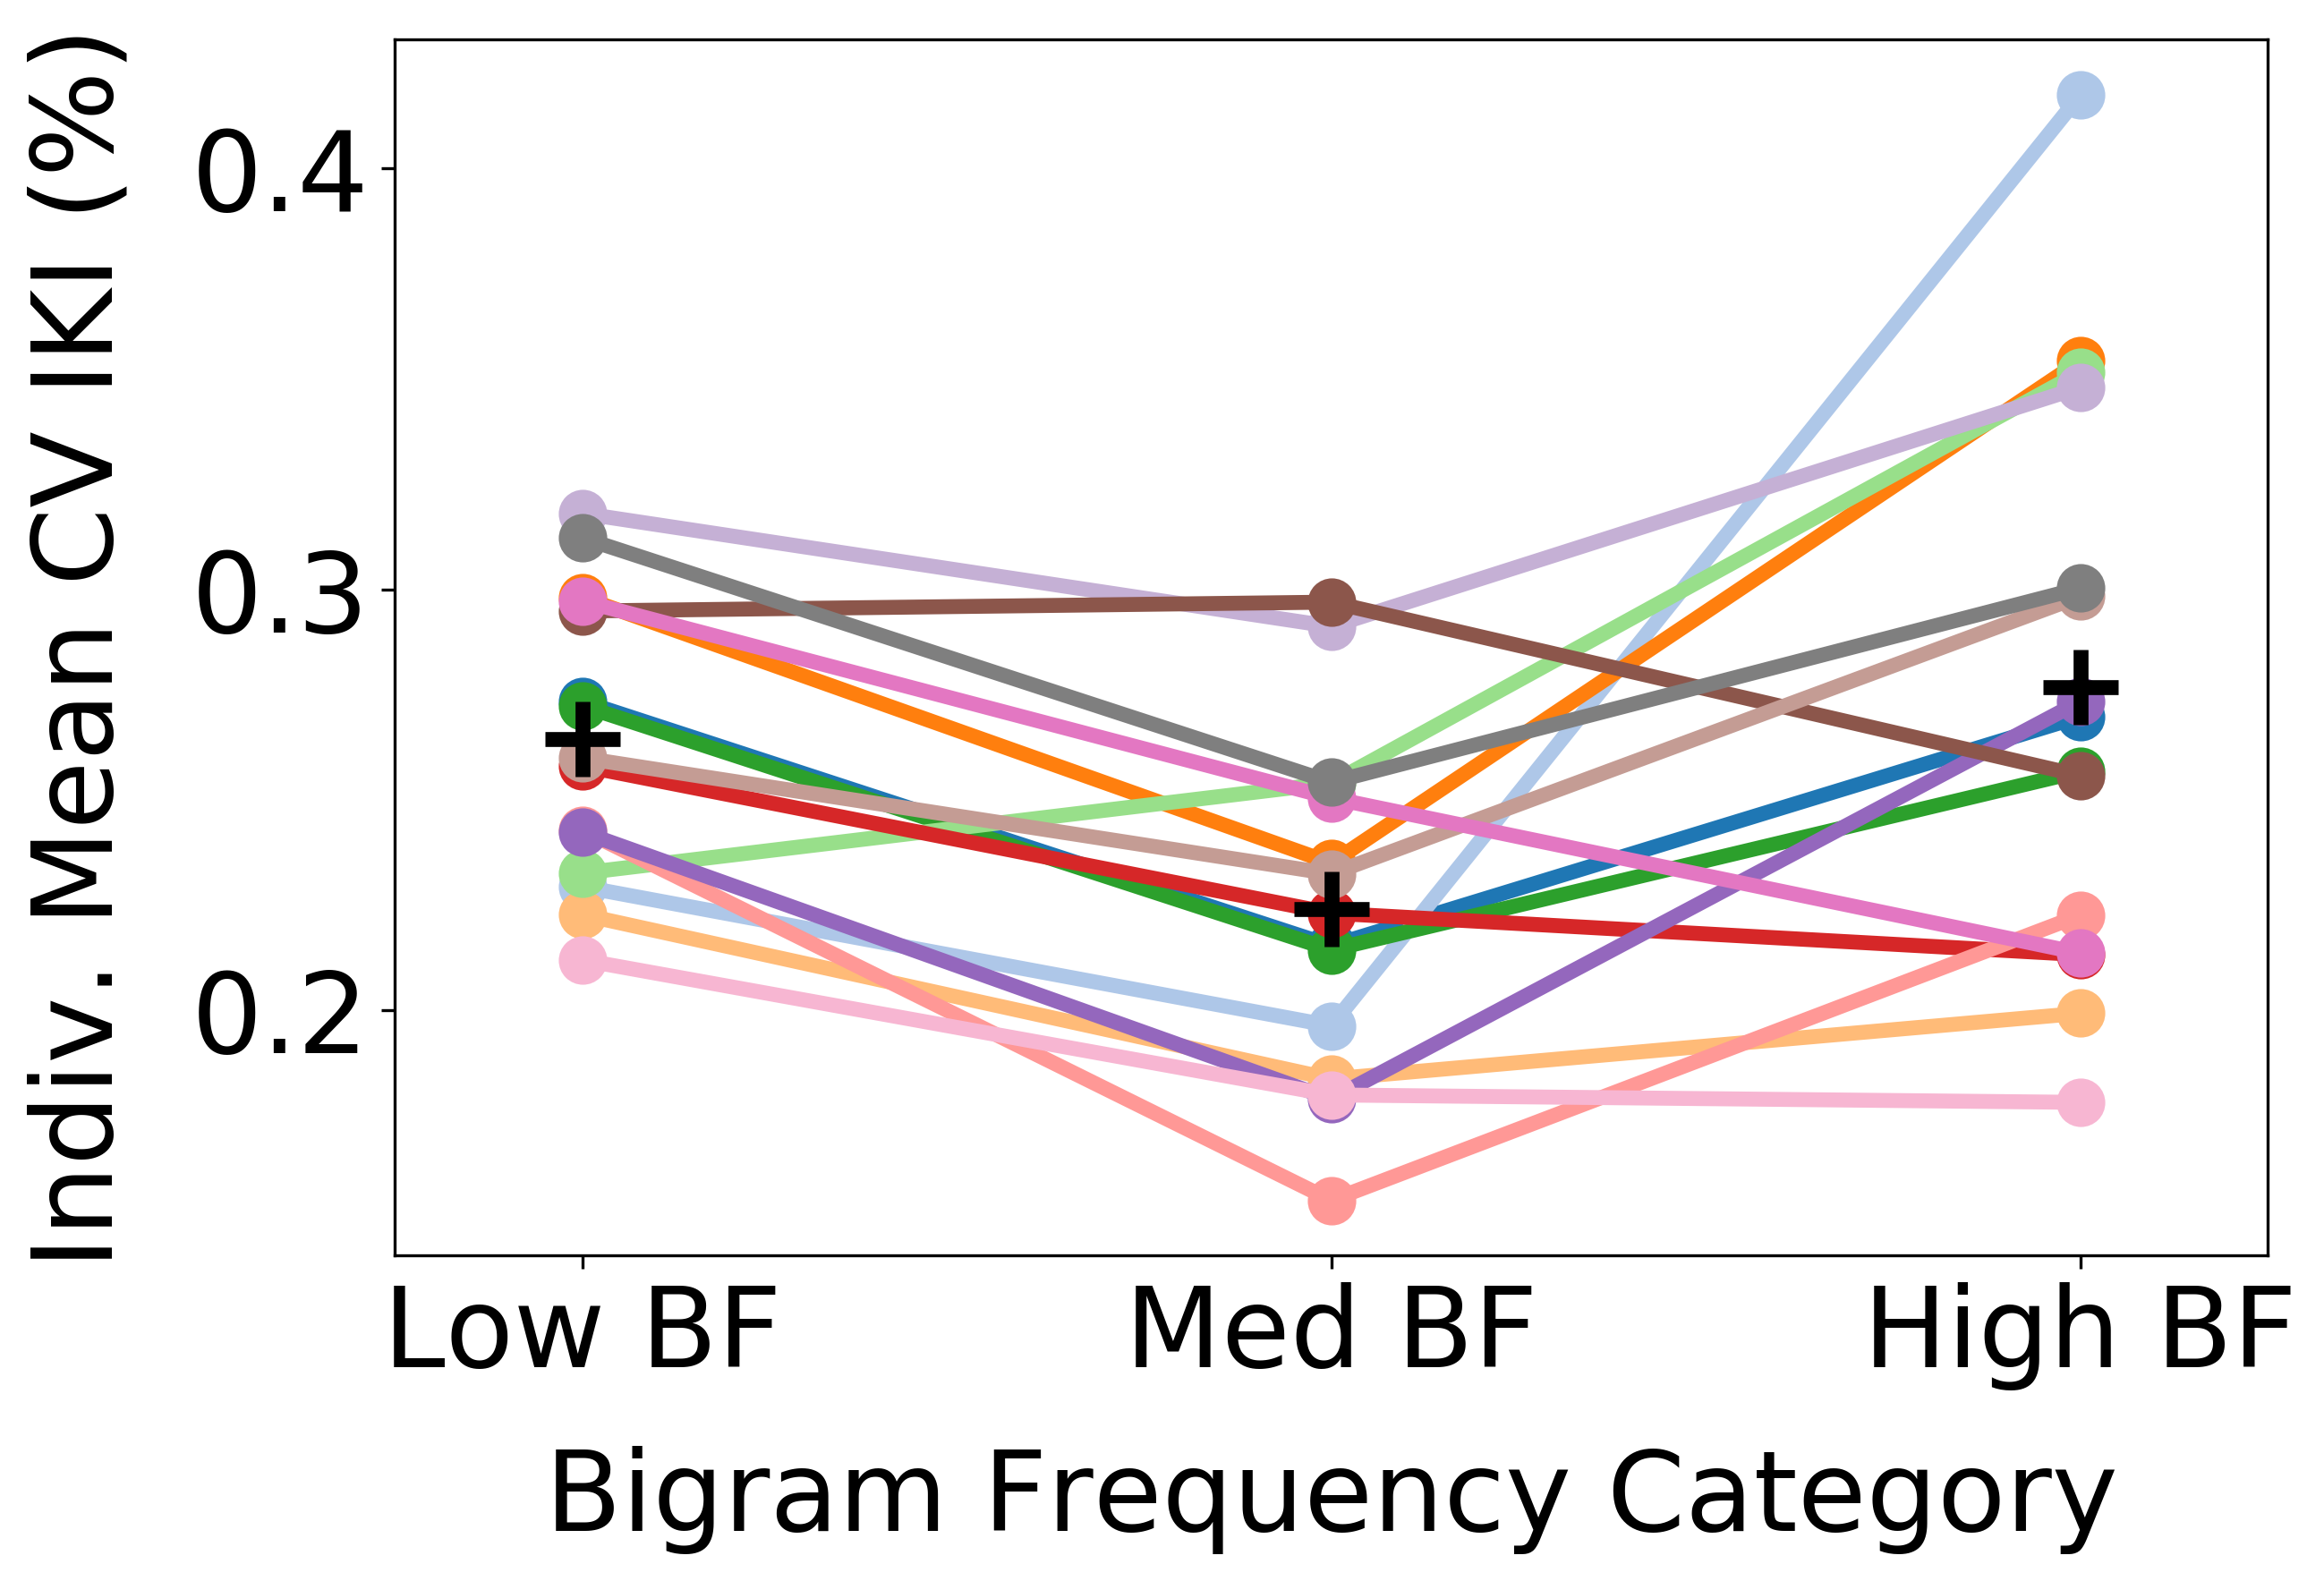 Indiv. Mean CV IKI (%)
0.4
0.3
0.2
Low BF
Med BF
High BF
Bigram Frequency Category